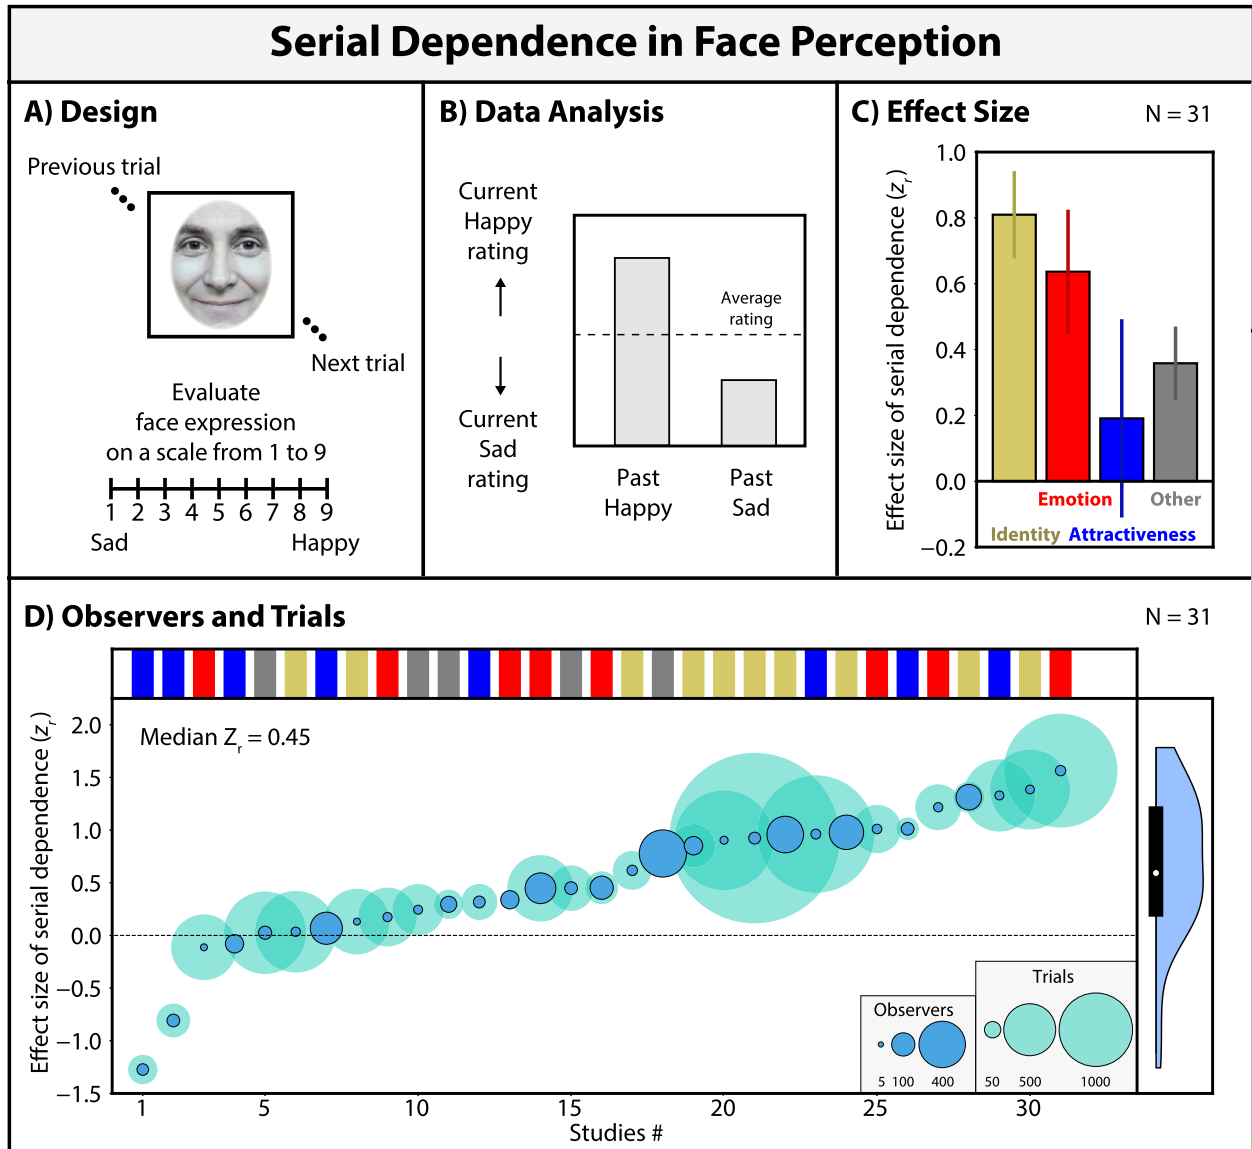 Serial Dependence in Face Perception
A) Design
Previous trial
Next trial
Evaluate
face expression
on a scale from 1 to 9
1 2 3 4 5 6 7 8 9
Sad Happy
B) Data Analysis
Current
Happy
rating
Current
Sad
rating
Average
rating
Past
Happy
Past
Sad
C) Effect Size
N = 31
Effect size of serial dependence (zr)
1.0
0.8
0.6
0.4
0.2
0.0
−0.2
Emotion Other
Identity Attractiveness
D) Observers and Trials
N = 31
Effect size of serial dependence (zr)
2.0
1.5
1.0
0.5
0.0
−0.5
−1.0
−1.5
Median Zr = 0.45
Observers
5 100 400
Trials
50 500 1000
1 5 10 15 20 25 30
Studies #